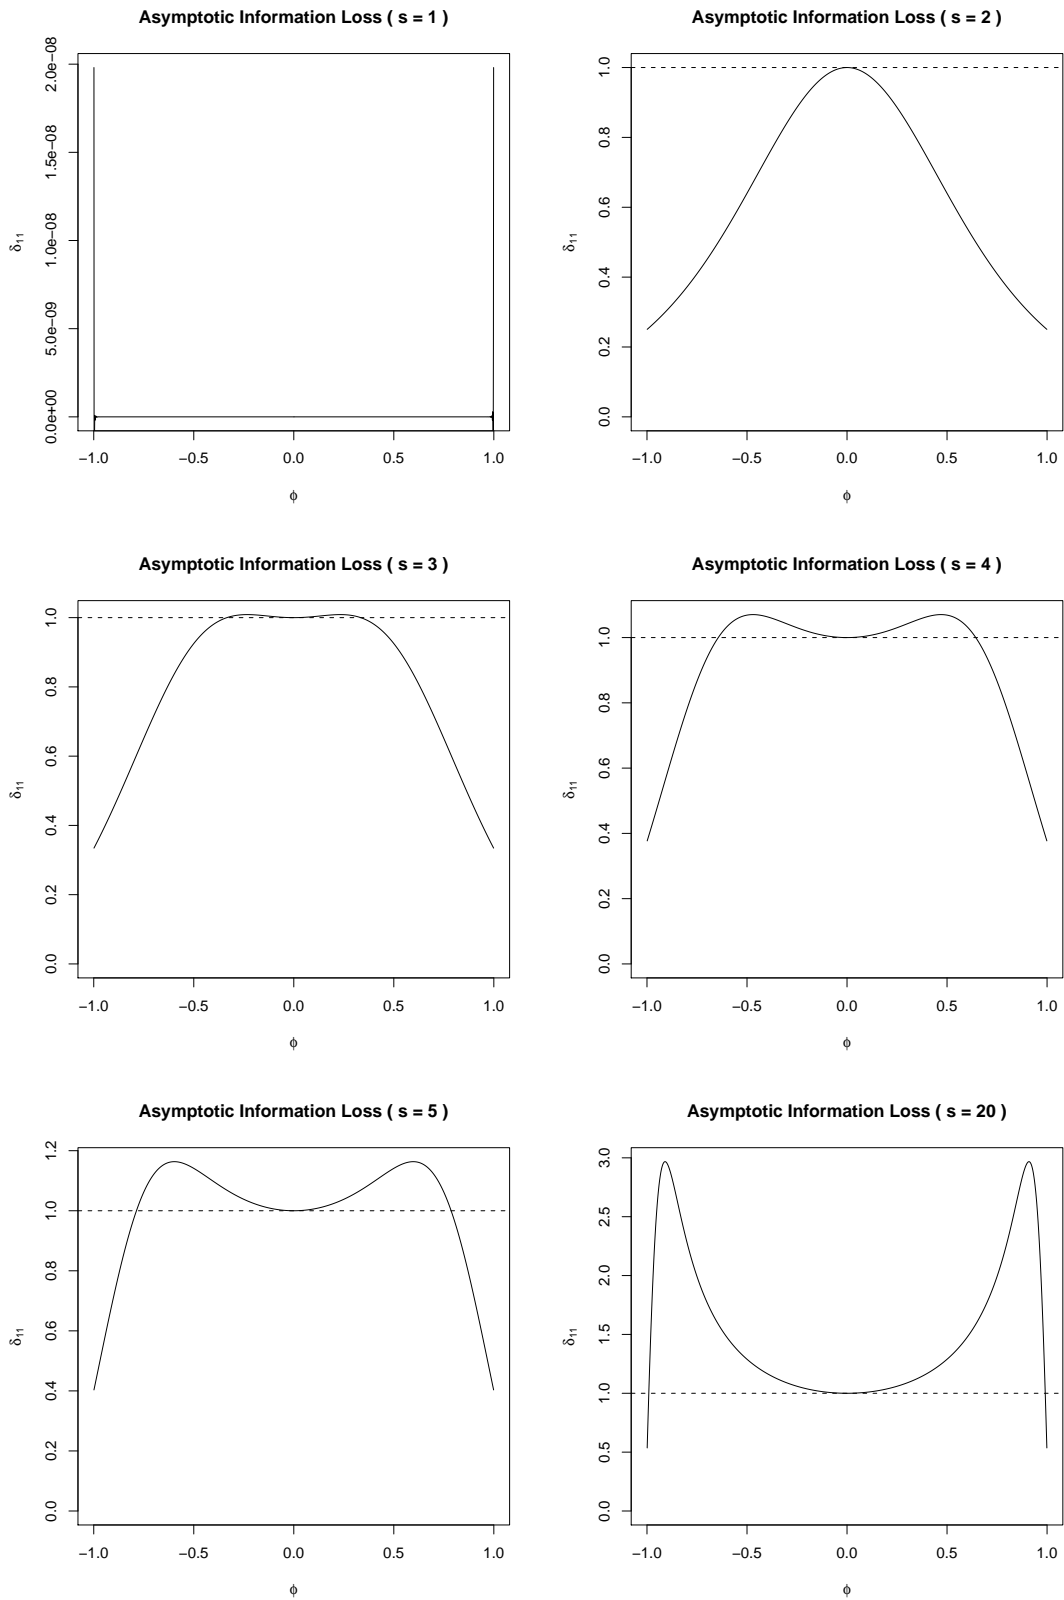 Asymptotic Information Loss ( s = 1 )
δ11
2.0e−08
1.5e−08
1.0e−08
5.0e−09
0.0e+00
−1.0 −0.5 0.0 0.5 1.0
ϕ
Asymptotic Information Loss ( s = 2 )
δ11
1.0
0.8
0.6
0.4
0.2
0.0
−1.0 −0.5 0.0 0.5 1.0
ϕ
Asymptotic Information Loss ( s = 3 )
δ11
1.0
0.8
0.6
0.4
0.2
0.0
−1.0 −0.5 0.0 0.5 1.0
ϕ
Asymptotic Information Loss ( s = 4 )
δ11
1.0
0.8
0.6
0.4
0.2
0.0
−1.0 −0.5 0.0 0.5 1.0
ϕ
Asymptotic Information Loss ( s = 5 )
δ11
1.2
1.0
0.8
0.6
0.4
0.2
0.0
−1.0 −0.5 0.0 0.5 1.0
ϕ
Asymptotic Information Loss ( s = 20 )
δ11
3.0
2.5
2.0
1.5
1.0
0.5
0.0
−1.0 −0.5 0.0 0.5 1.0
ϕ